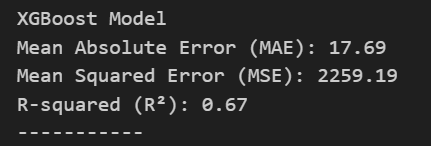 XGBoost Model
Mean Absolute Error (MAE): 17.69
Mean Squared Error (MSE): 2259.19
R-squared (R²): 0.67
-----------